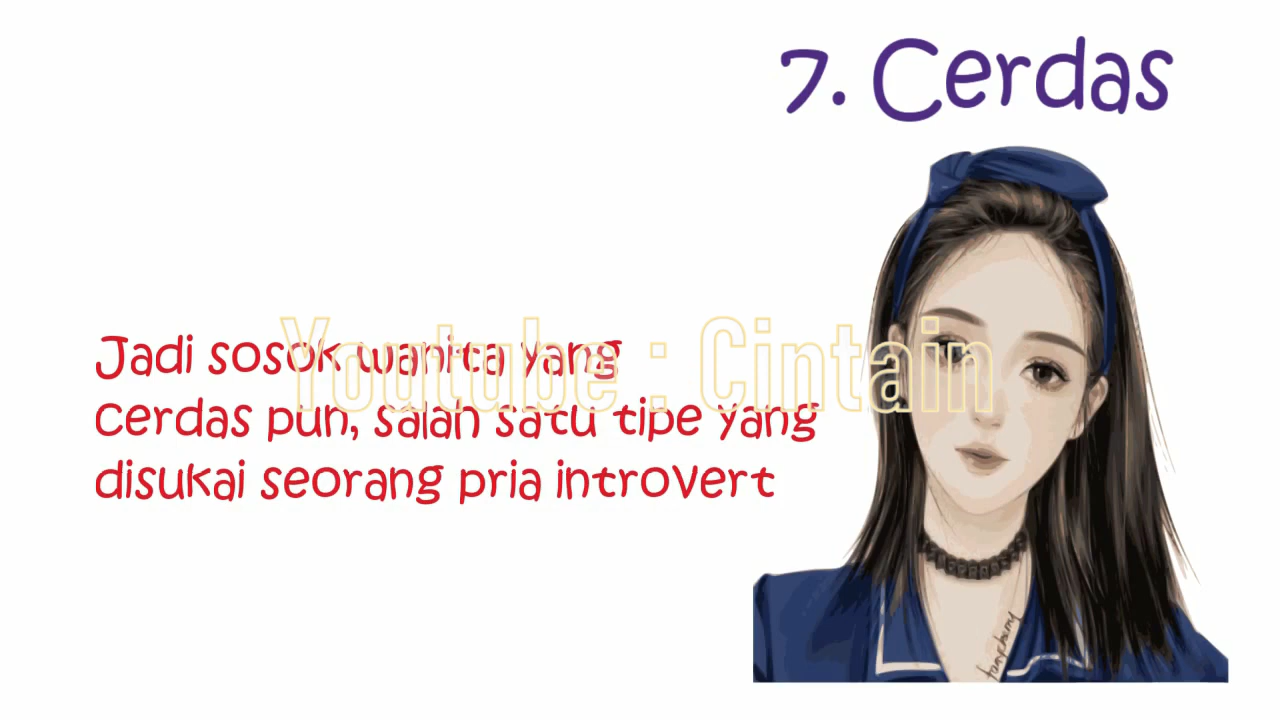 7. Cerdas
Jadi sosok wanita yang
cerdas pun, salah satu tipe yang
disukai seorang pria introvert
Youtube : Cintain